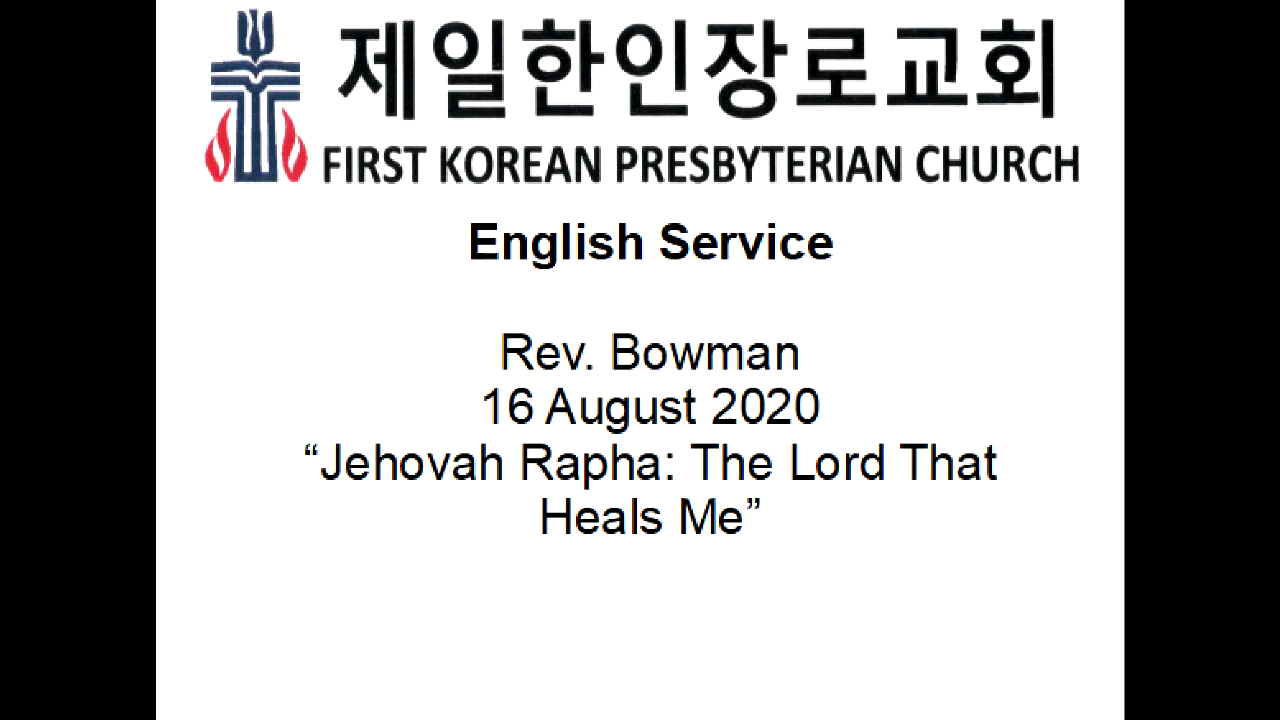 제일한인장로교회
FIRST KOREAN PRESBYTERIAN CHURCH
English Service
Rev. Bowman
16 August 2020
“Jehovah Rapha: The Lord That
Heals Me”